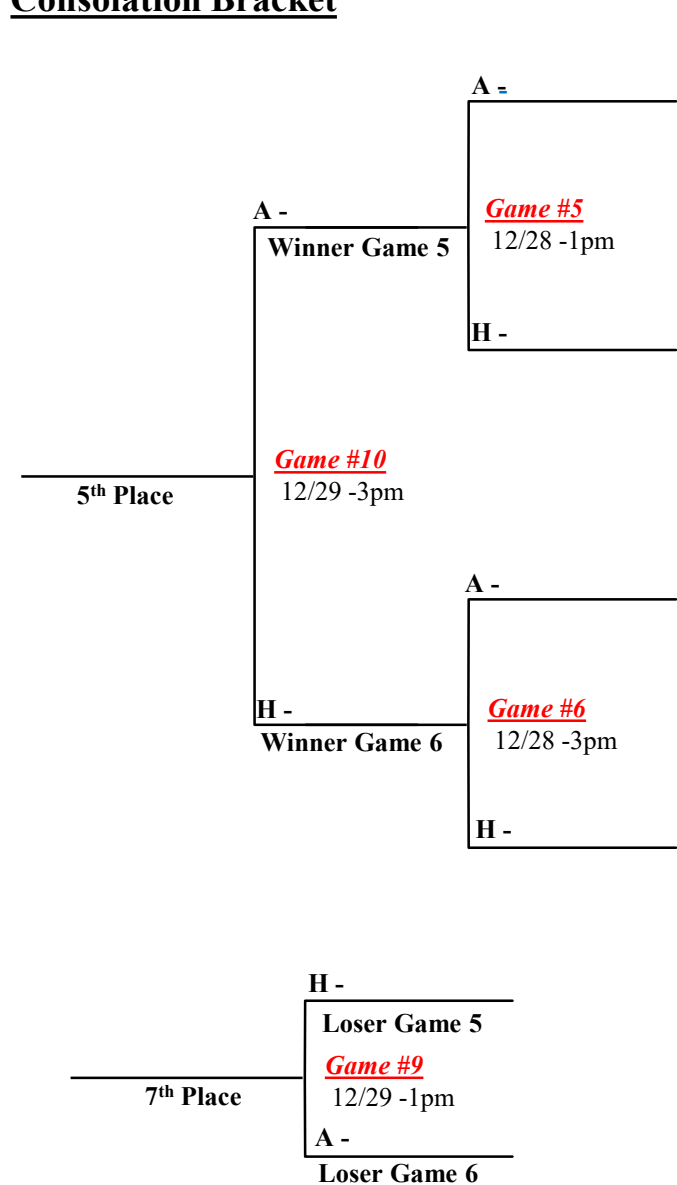 Consolation Bracket
A -
Game #5
12/28 -1pm
A -
Winner Game 5
H -
Game #10
12/29 -3pm
5th Place
A -
Game #6
12/28 -3pm
H -
Winner Game 6
H -
H -
Loser Game 5
Game #9
12/29 -1pm
7th Place
A -
Loser Game 6